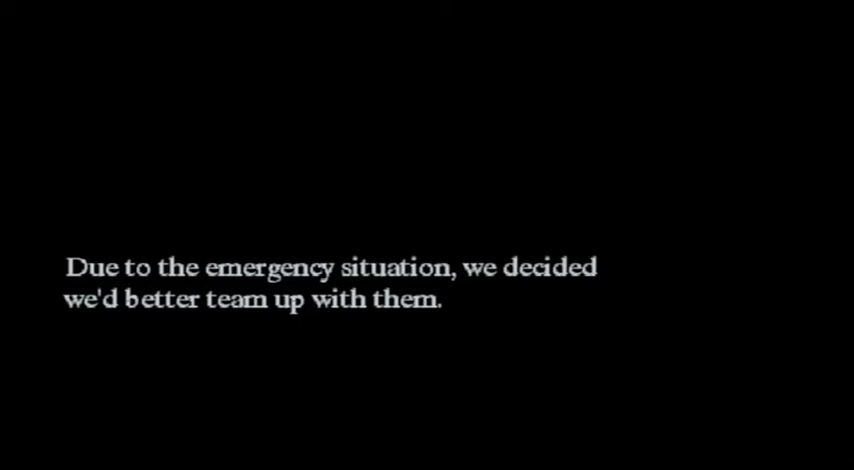 Due to the emergency situation, we decided
we'd better team up with them.